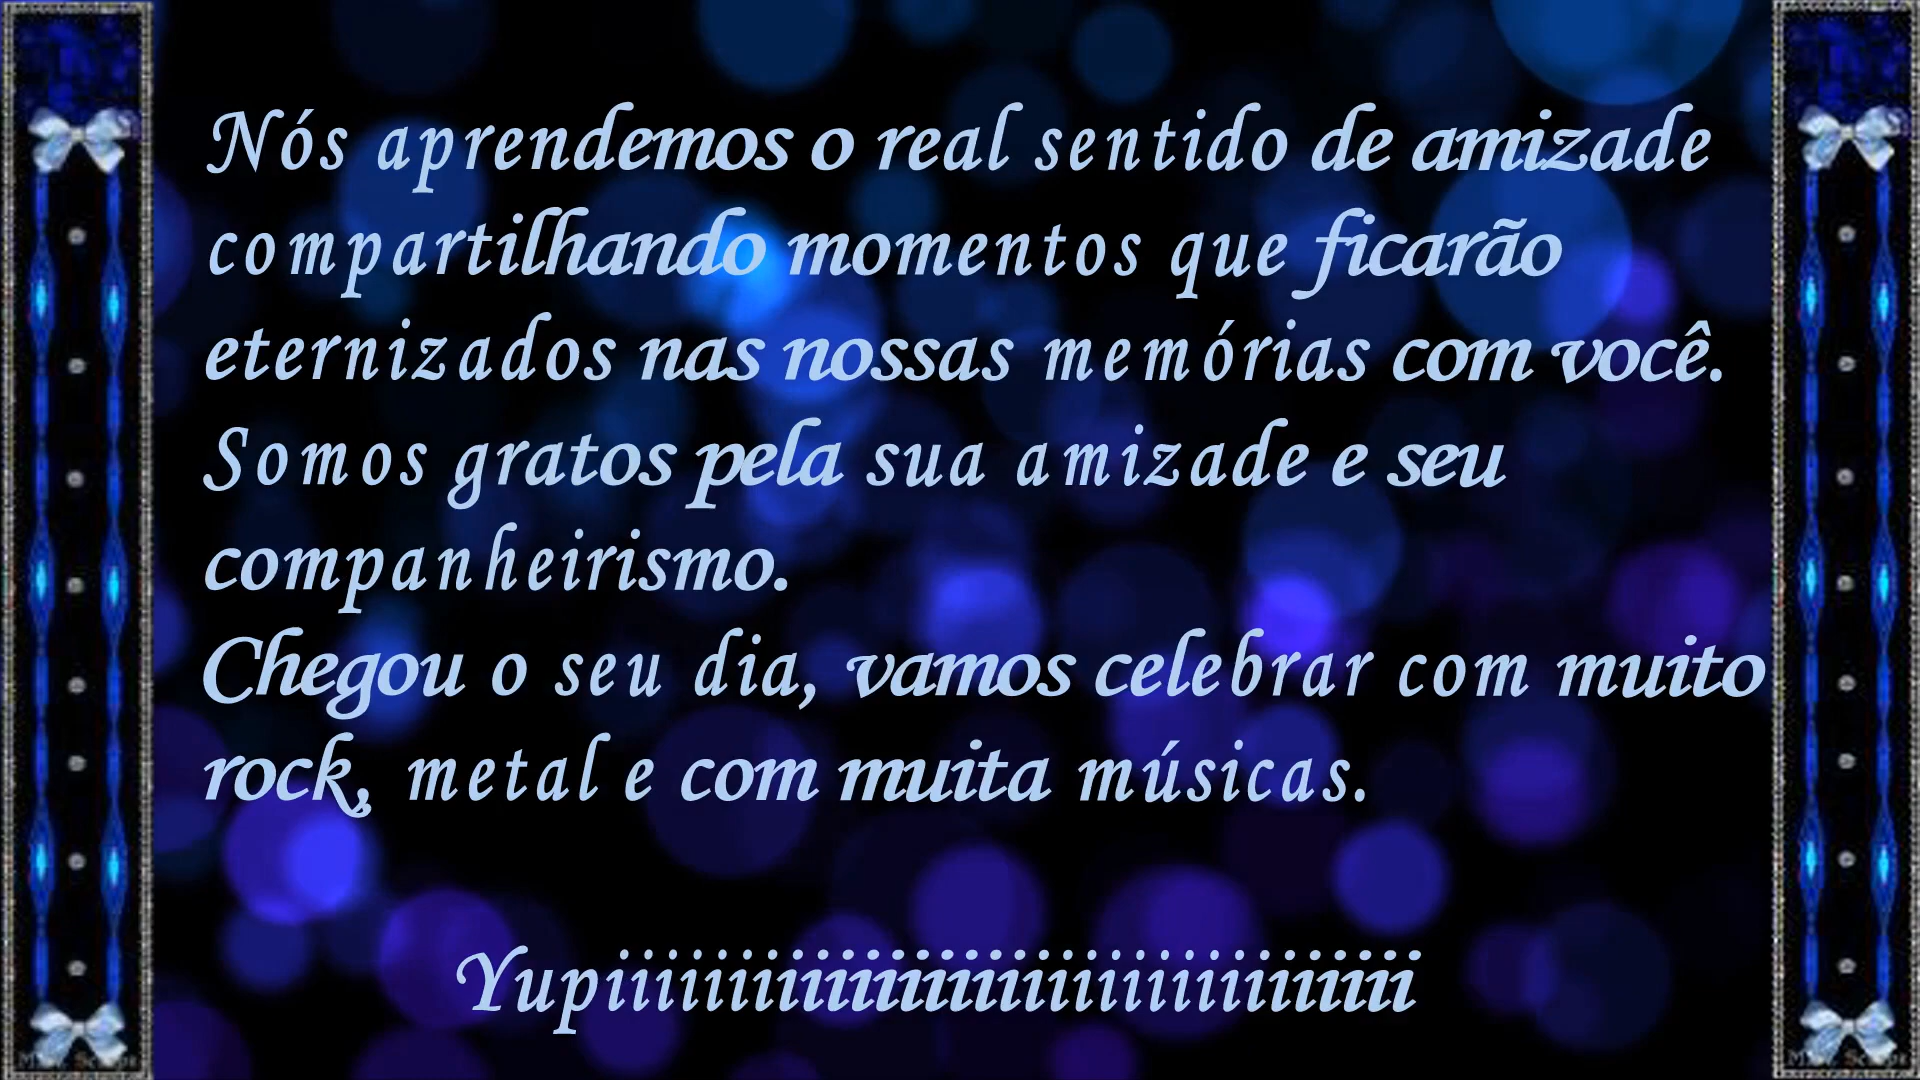 Nós aprendemos o real sentido de amizade
compartilhando momentos que ficarão
eternizados nas nossas memórias com você.
Somos gratos pela sua amizade e seu
companheirismo.
Chegou o seu dia, vamos celebrar com muito
rock, metal e com muita músicas.
Yupiiiiiiiiiiiiiiiiiiiiiiiiiiiiiiiii